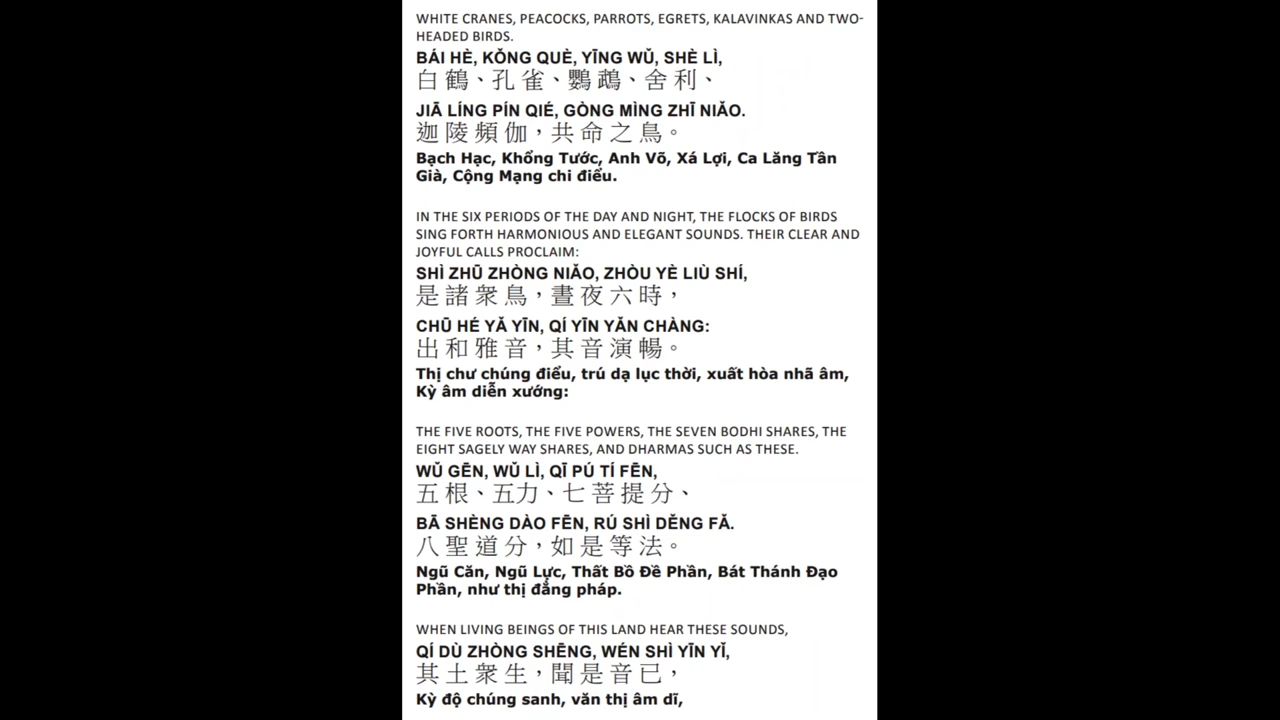 WHITE CRANES, PEACOCKS, PARROTS, EGRETS, KALAVINKAS AND TWO-
HEADED BIRDS.
BÁI HÈ, KǑNG QUÈ, YĪNG WǓ, SHÈ LÌ,
白鶴、孔雀、鸚鵡、舍利、
JIĀ LÍNG PÍN QIÉ, GÒNG MÌNG ZHĪ NIǍO.
迦陵頻伽，共命之鳥。
Bạch Hạc, Khổng Tước, Anh Võ, Xá Lợi, Ca Lăng Tân
Già, Cộng Mạng chi điểu.
IN THE SIX PERIODS OF THE DAY AND NIGHT, THE FLOCKS OF BIRDS
SING FORTH HARMONIOUS AND ELEGANT SOUNDS. THEIR CLEAR AND
JOYFUL CALLS PROCLAIM:
SHÌ ZHŪ ZHÒNG NIǍO, ZHÒU YÈ LIÙ SHÍ,
是諸衆鳥，晝夜六時，
CHŪ HÉ YǍ YĪN, QÍ YĪN YǍN CHÀNG:
出和雅音，其音演暢。
Thị chư chúng điểu, trú dạ lục thời, xuất hòa nhã âm,
Kỳ âm diễn xướng:
THE FIVE ROOTS, THE FIVE POWERS, THE SEVEN BODHI SHARES, THE
EIGHT SAGELY WAY SHARES, AND DHARMAS SUCH AS THESE.
WǓ GĒN, WǓ LÌ, QĪ PÚ TÍ FĒN,
五根、五力、七菩提分、
BĀ SHÈNG DÀO FĒN, RÚ SHÌ DĚNG FǍ.
八聖道分，如是等法。
Ngũ Căn, Ngũ Lực, Thất Bồ Đề Phần, Bát Thánh Đạo
Phần, như thị đẳng pháp.
WHEN LIVING BEINGS OF THIS LAND HEAR THESE SOUNDS,
QÍ DÙ ZHÒNG SHĒNG, WÉN SHÌ YĪN YǏ,
其土衆生，聞是音已，
Kỳ độ chúng sanh, văn thị âm dĩ,